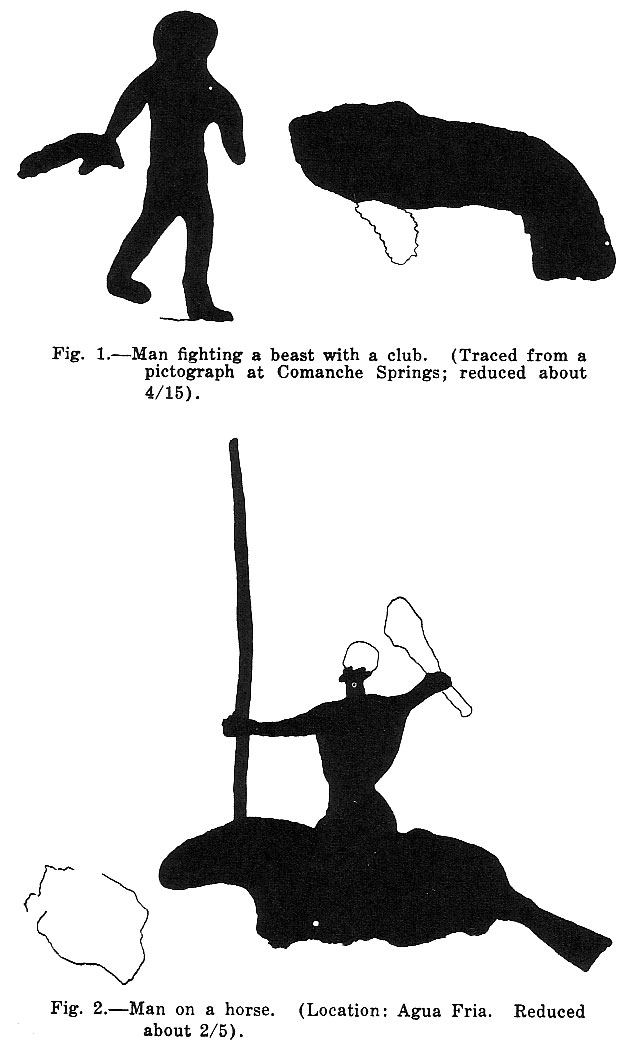 Fig. 1.—Man fighting a beast with a club. (Traced from a
pictograph at Comanche Springs; reduced about
4/15).
Fig. 2.—Man on a horse. (Location: Agua Fria. Reduced
about 2/5).